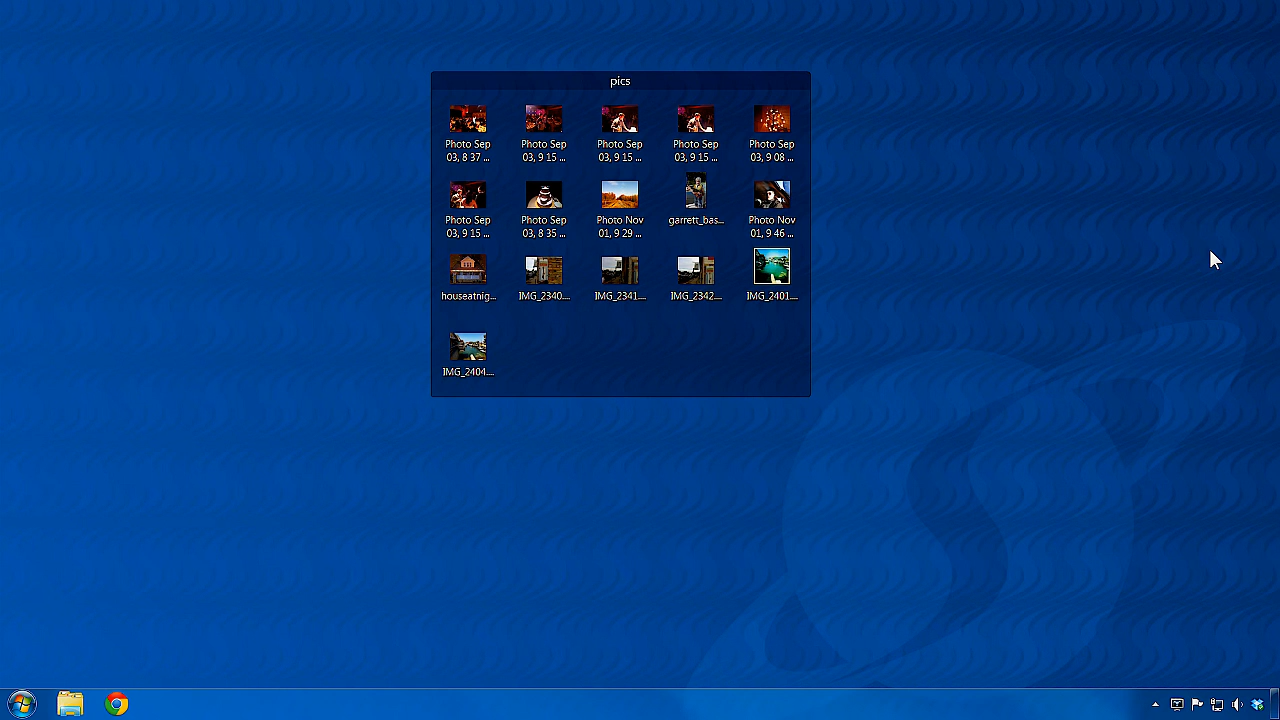 pics
Photo Sep
03, 8 37 ...
Photo Sep
03, 9 15 ...
Photo Sep
03, 9 15 ...
Photo Sep
03, 9 15 ...
Photo Sep
03, 9 08 ...
Photo Sep
03, 9 15 ...
Photo Sep
03, 8 35 ...
Photo Nov
01, 9 29 ...
garrett_bas...
Photo Nov
01, 9 46 ...
houseatnig...
IMG_2340....
IMG_2341....
IMG_2342....
IMG_2401....
IMG_2404....